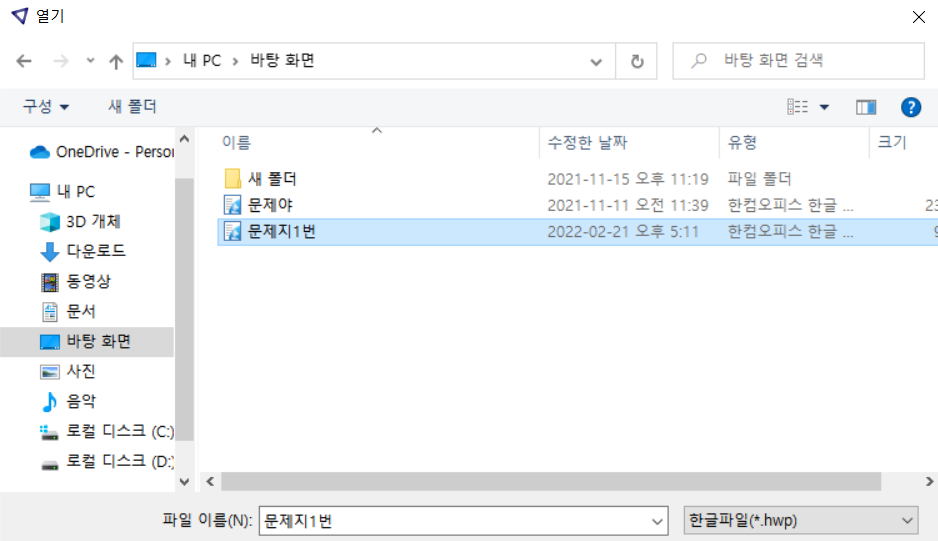 열기
내 PC › 바탕 화면
바탕 화면 검색
구성
새 폴더
이름 수정한 날짜 유형 크기
OneDrive - Person
내 PC
3D 개체
다운로드
동영상
문서
바탕 화면
사진
음악
로컬 디스크 (C:)
로컬 디스크 (D:)
새 폴더 2021-11-15 오후 11:19 파일 폴더
문제야 2021-11-11 오전 11:39 한컴오피스 한글 ... 23
문제지1번 2022-02-21 오후 5:11 한컴오피스 한글 ...
파일 이름(N): 문제지1번 한글파일(*.hwp)